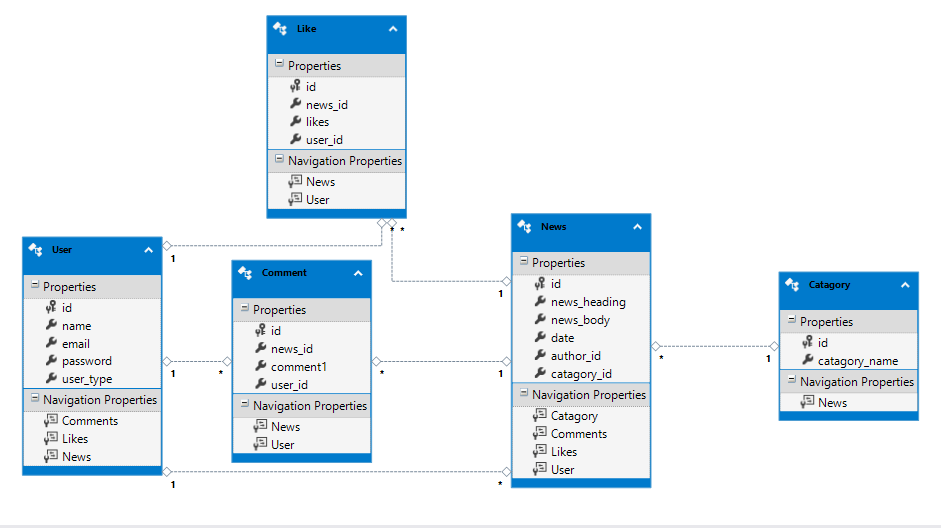 Like
Properties
id
news_id
likes
user_id
Navigation Properties
News
User
* *
1
1
User
Properties
id
name
email
password
user_type
Navigation Properties
Comments
Likes
News
1
*
Comment
Properties
id
news_id
comment1
user_id
Navigation Properties
News
User
*
1
News
Properties
id
news_heading
news_body
date
author_id
catagory_id
Navigation Properties
Catagory
Comments
Likes
User
*
1
Catagory
Properties
id
catagory_name
Navigation Properties
News
1
*